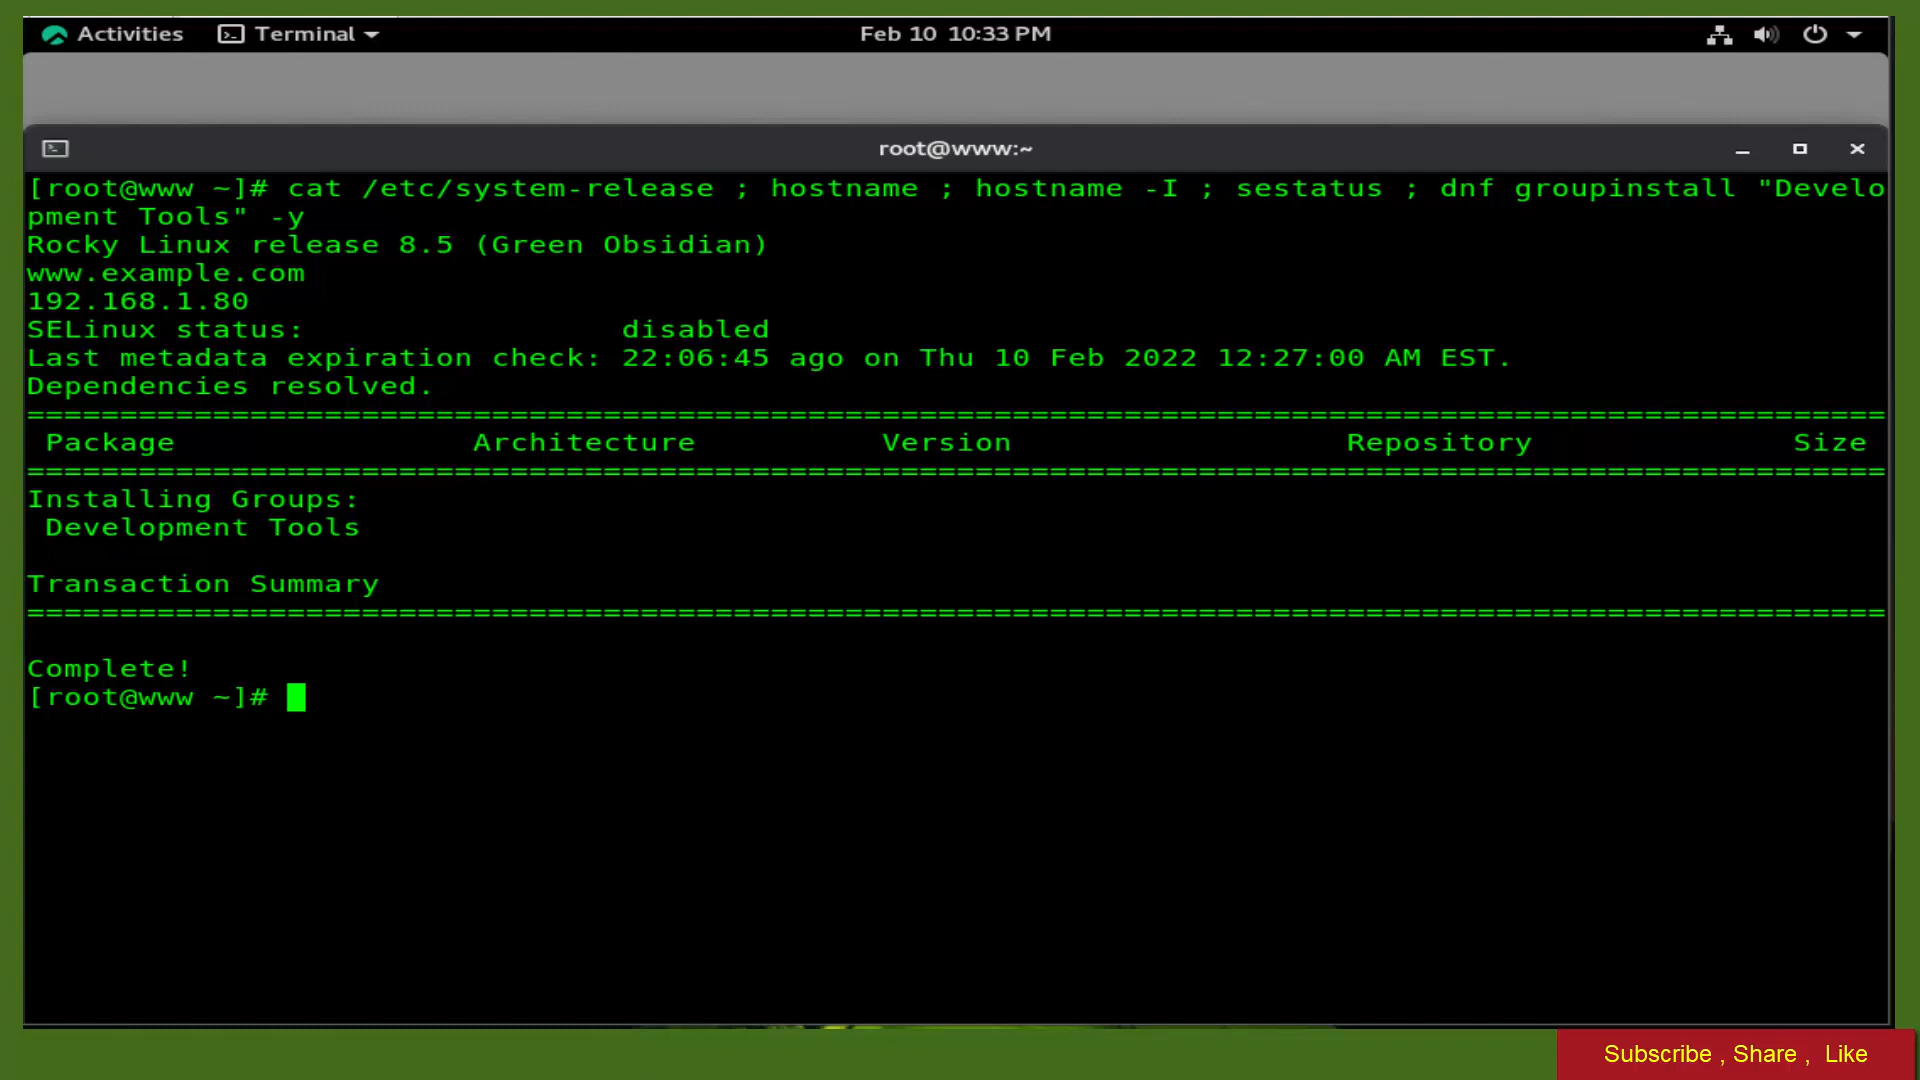 Activities Terminal Feb 10 10:33 PM
root@www:~
[root@www ~]# cat /etc/system-release ; hostname ; hostname -I ; sestatus ; dnf groupinstall "Develo
pment Tools" -y
Rocky Linux release 8.5 (Green Obsidian)
www.example.com
192.168.1.80
SELinux status: disabled
Last metadata expiration check: 22:06:45 ago on Thu 10 Feb 2022 12:27:00 AM EST.
Dependencies resolved.
====================================================================================================
Package Architecture Version Repository Size
====================================================================================================
Installing Groups:
Development Tools
Transaction Summary
====================================================================================================
Complete!
[root@www ~]#
Subscribe , Share , Like